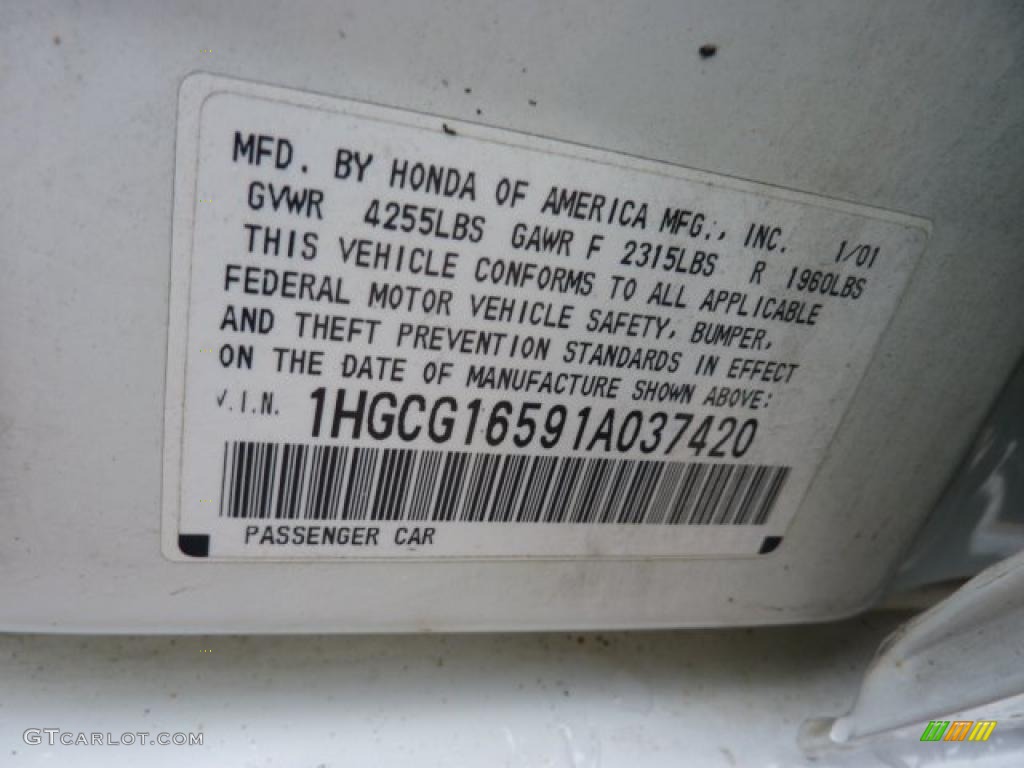 MFD. BY HONDA OF AMERICA MFG., INC. 1/01
GVWR 4255LBS GAWR F 2315LBS R 1960LBS
THIS VEHICLE CONFORMS TO ALL APPLICABLE
FEDERAL MOTOR VEHICLE SAFETY, BUMPER,
AND THEFT PREVENTION STANDARDS IN EFFECT
ON THE DATE OF MANUFACTURE SHOWN ABOVE:
V.I.N. 1HGCG16591A037420
PASSENGER CAR
GTCARLOT.COM